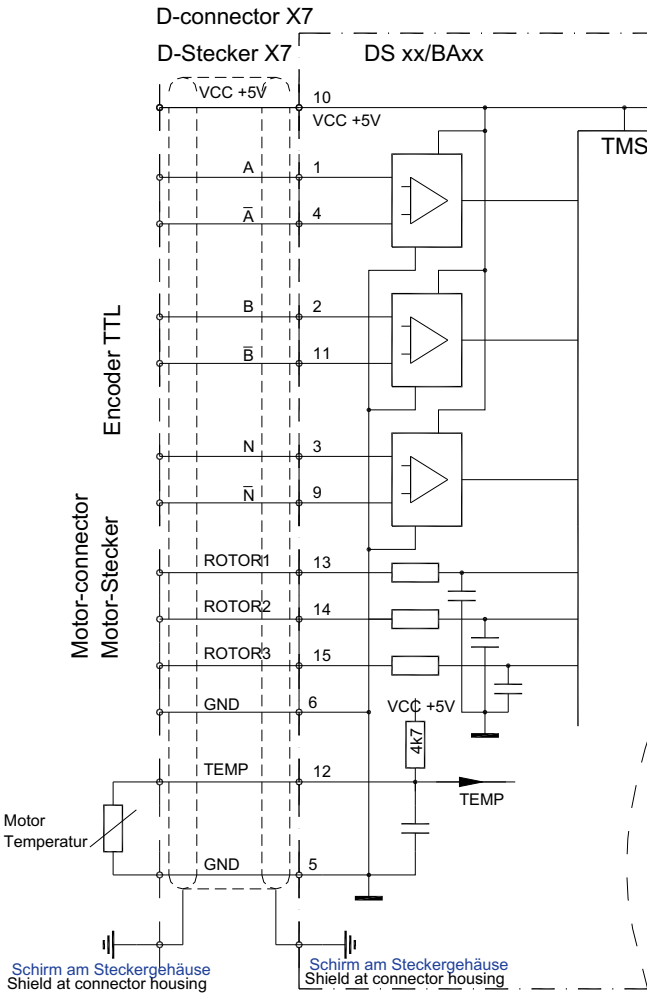 D-connector X7
D-Stecker X7
DS xx/BAxx
VCC +5V
10
VCC +5V
TMS
A
1
A̅
4
B
2
B̅
11
Encoder TTL
N
3
N̅
9
Motor-connector
Motor-Stecker
ROTOR1
13
ROTOR2
14
ROTOR3
15
GND
6
VCC +5V
4k7
TEMP
12
TEMP
Motor
Temperatur
GND
5
Schirm am Steckergehäuse
Shield at connector housing
Schirm am Steckergehäuse
Shield at connector housing